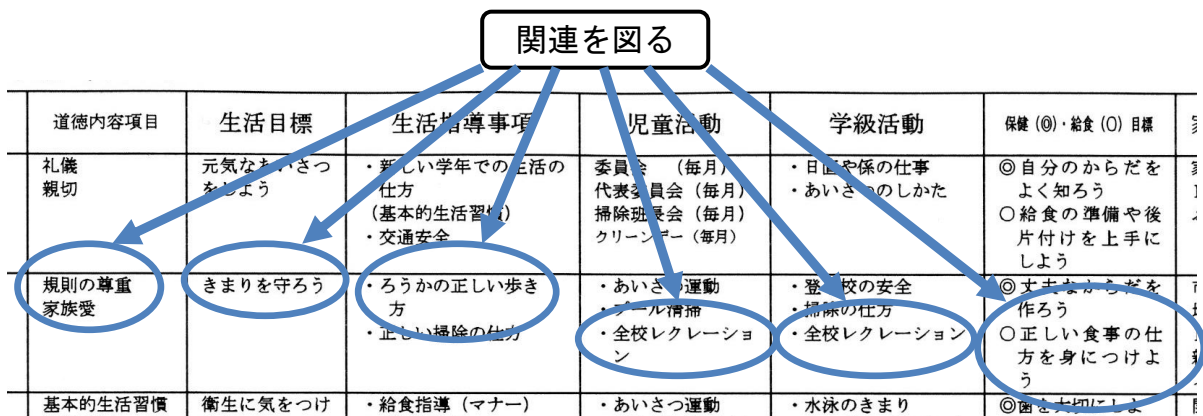 関連を図る
道徳内容項目
生活目標
生活指導事項
児童活動
学級活動
保健(◎)・給食(○)目標
礼儀
親切
元気なあいさつ
をしよう
・新しい学年での生活の
仕方
(基本的生活習慣)
・交通安全
委員会 (毎月)
代表委員会(毎月)
掃除班長会(毎月)
クリーンデー(毎月)
・日直や係の仕事
・あいさつのしかた
◎自分のからだを
よく知ろう
○給食の準備や後
片付けを上手に
しよう
規則の尊重
家族愛
きまりを守ろう
・ろうかの正しい歩き
方
・正しい掃除の仕方
・あいさつ運動
・プール清掃
・全校レクレーショ
ン
・登下校の安全
・掃除の仕方
・全校レクレーション
◎丈夫なからだを
作ろう
○正しい食事の仕
方を身につけよ
う
基本的生活習慣
衛生に気をつけ
・給食指導(マナー)
・あいさつ運動
・水泳のきまり
◎歯を大切にしよ